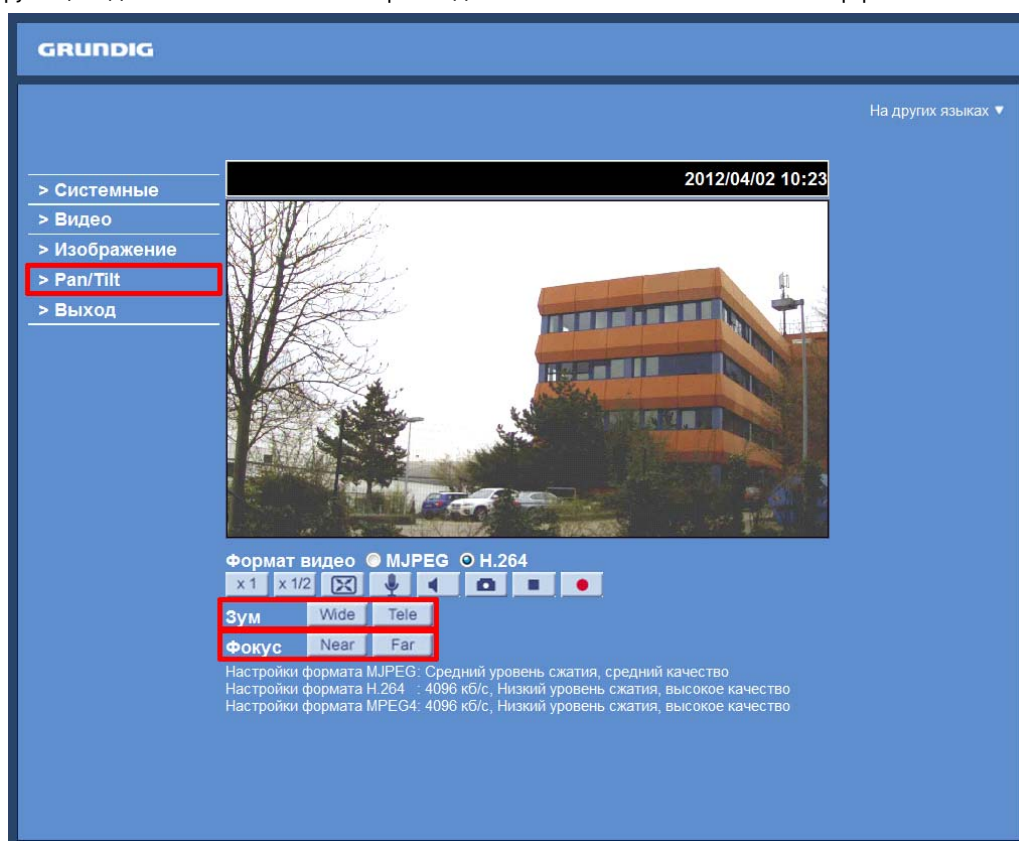 GRUNDIG
На других языках ▼
2012/04/02 10:23
> Системные
> Видео
> Изображение
> Pan/Tilt
> Выход
Формат видео MJPEG H.264
x 1 x 1/2
Зум Wide Tele
Фокус Near Far
Настройки формата MJPEG: Средний уровень сжатия, средний качество
Настройки формата H.264 : 4096 кб/с, Низкий уровень сжатия, высокое качество
Настройки формата MPEG4: 4096 кб/с, Низкий уровень сжатия, высокое качество